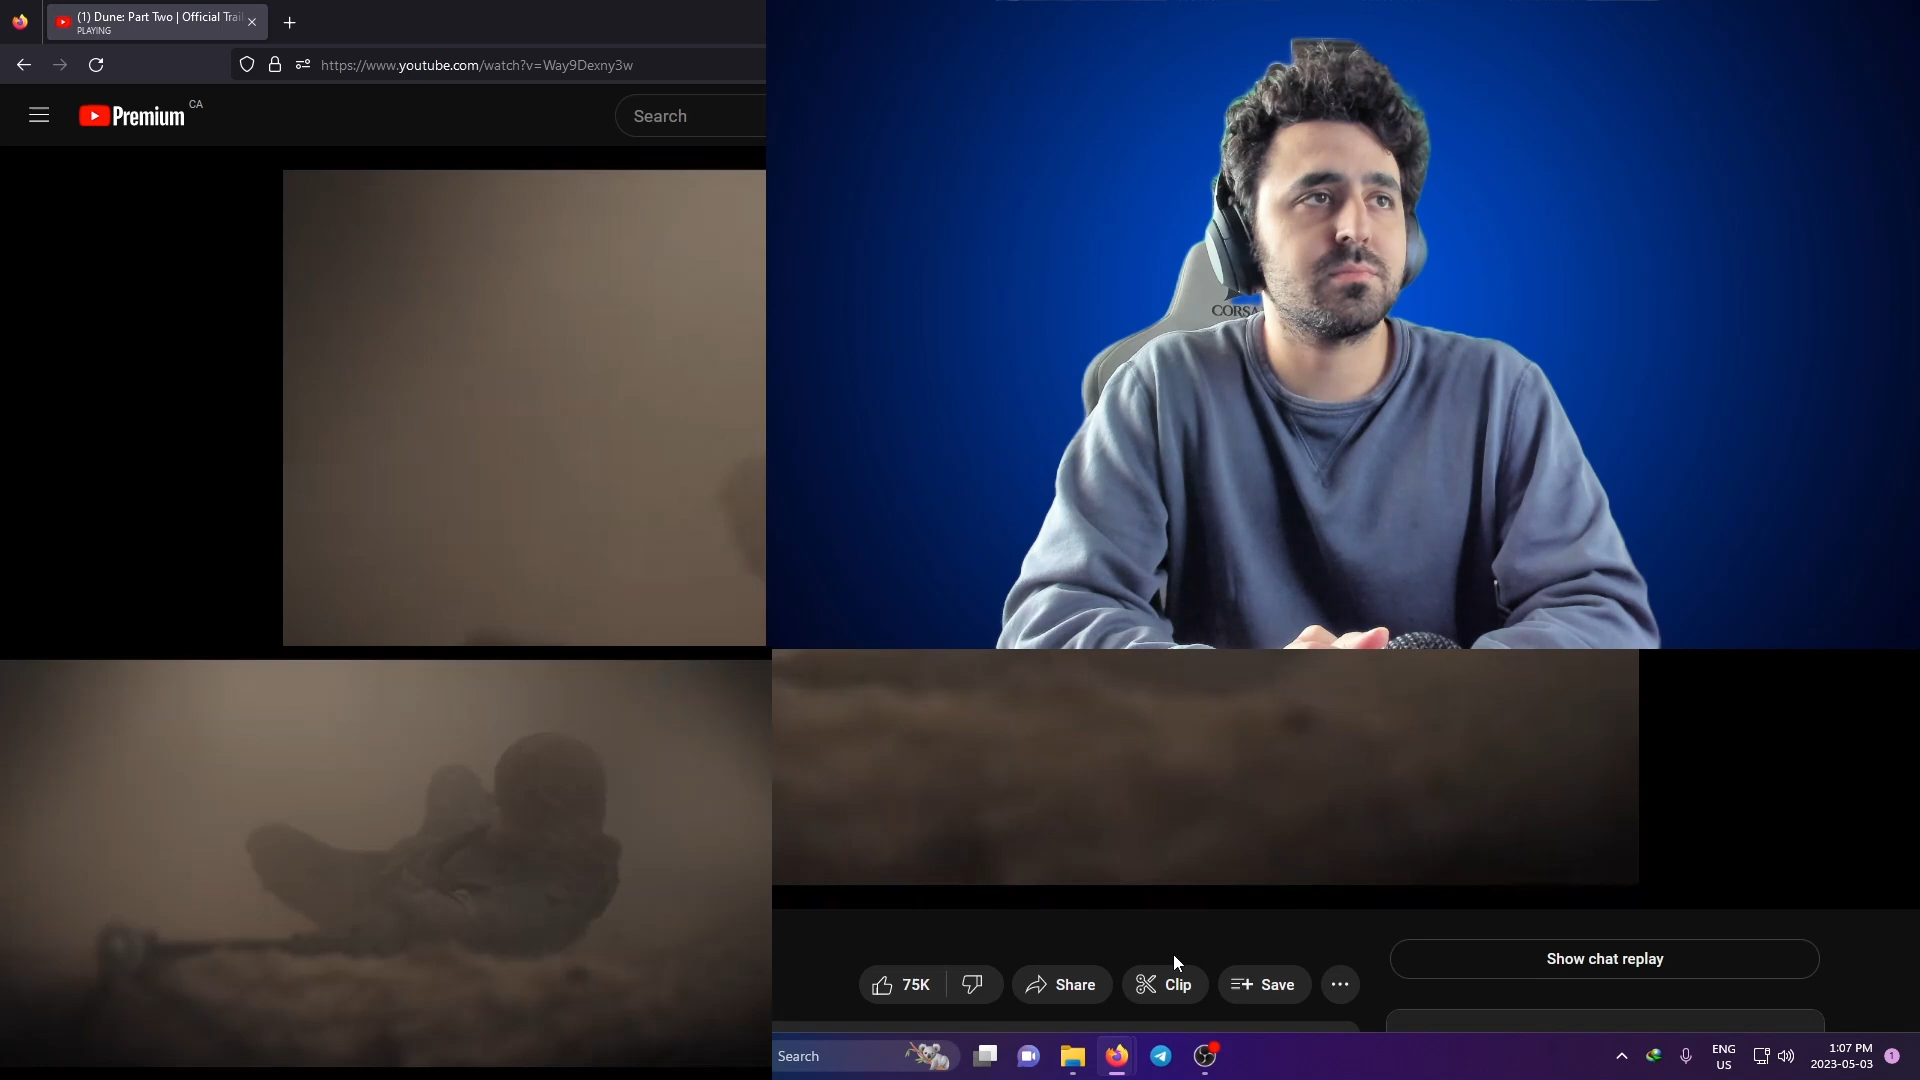 (1) Dune: Part Two | Official Trail
PLAYING
https://www.youtube.com/watch?v=Way9Dexny3w
Premium CA
Search
CORSA
75K
Share
Clip
Save
Show chat replay
Search
ENG
US
1:07 PM
2023-05-03
1